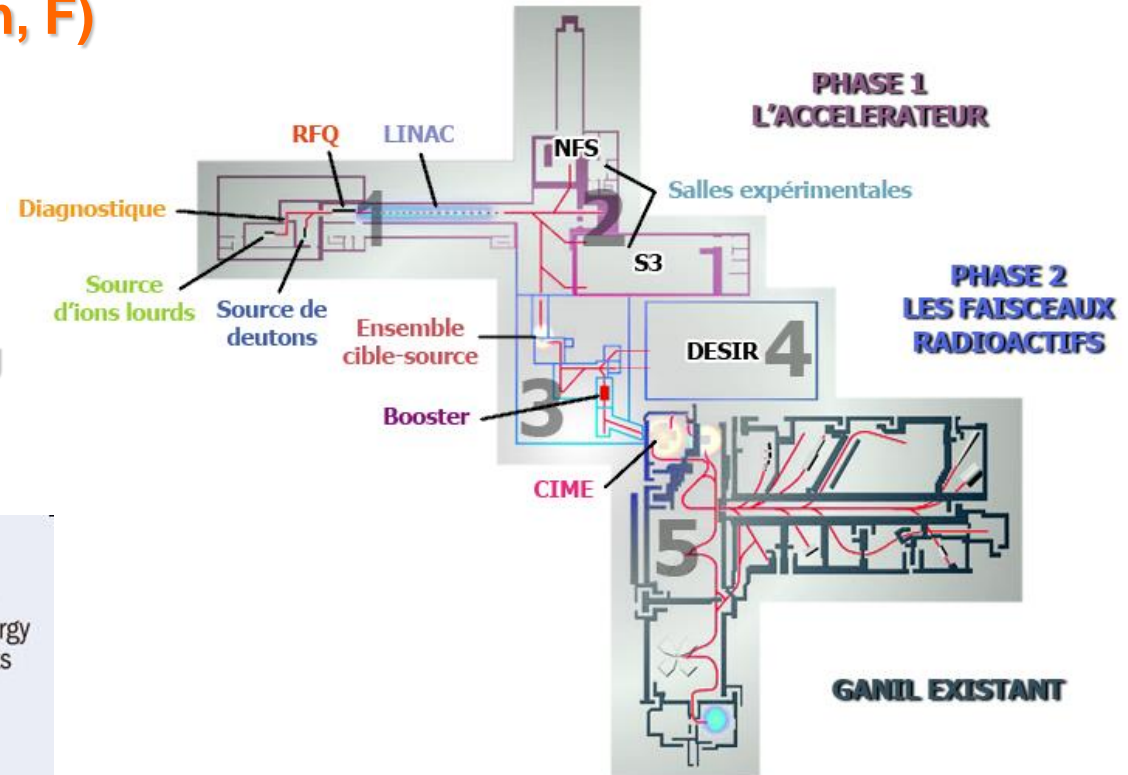 n, F)
PHASE 1
L'ACCELERATEUR
RFQ
LINAC
NFS
Salles expérimentales
Diagnostique
1
2
S3
Source
d'ions lourds
Source de
deutons
PHASE 2
LES FAISCEAUX
RADIOACTIFS
Ensemble
cible-source
DESIR
4
3
Booster
CIME
5
rgy
s
GANIL EXISTANT